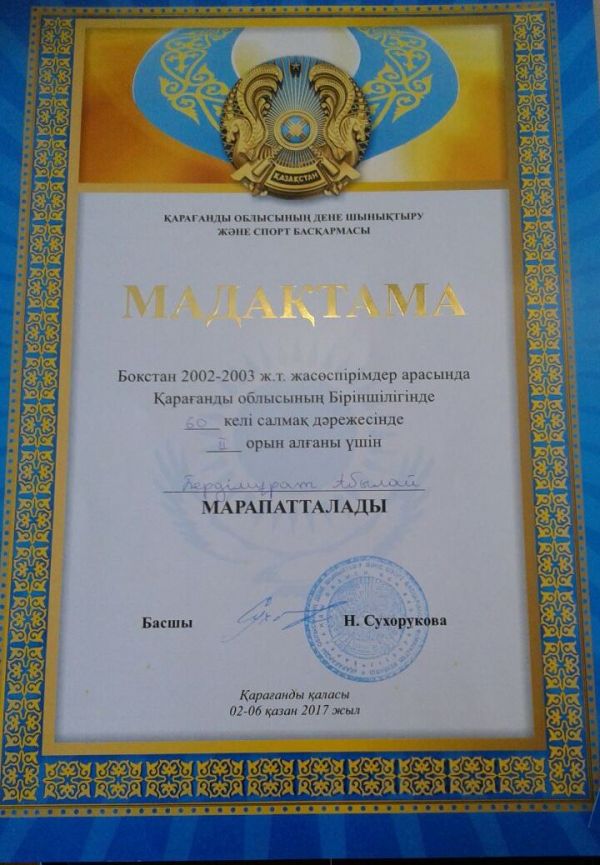 ҚАЗАҚСТАН
ҚАРАҒАНДЫ ОБЛЫСЫНЫҢ ДЕНЕ ШЫНЫҚТЫРУ
ЖӘНЕ СПОРТ БАСҚАРМАСЫ
МАДАҚТАМА
Бокстан 2002-2003 ж.т. жасөспірімдер арасында
Қарағанды облысының Біріншілігінде
60 келі салмақ дәрежесінде
II орын алғаны үшін
Бердімұрат Абылай
МАРАПАТТАЛАДЫ
Басшы
Н. Сухорукова
Қарағанды қаласы
02-06 қазан 2017 жыл